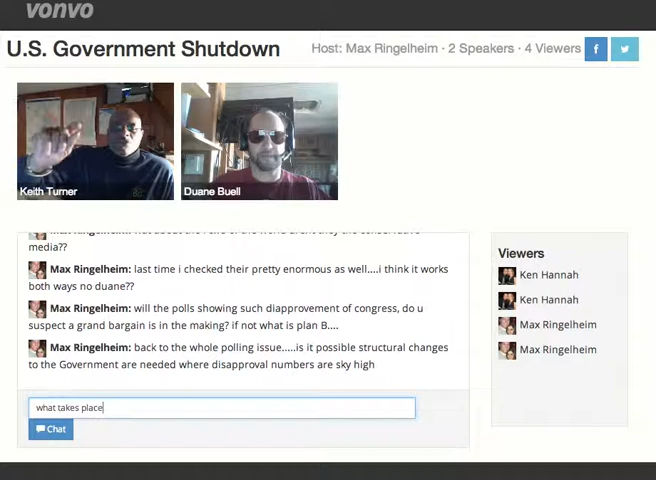 vonvo
U.S. Government Shutdown
Host: Max Ringelheim · 2 Speakers · 4 Viewers
Keith Turner
Duane Buell
media??
Max Ringelheim: last time i checked their pretty enormous as well....i think it works
both ways no duane??
Max Ringelheim: will the polls showing such diapprovement of congress, do u
suspect a grand bargain is in the making? if not what is plan B....
Max Ringelheim: back to the whole polling issue.....is it possible structural changes
to the Government are needed where disapproval numbers are sky high
what takes place
Chat
Viewers
Ken Hannah
Ken Hannah
Max Ringelheim
Max Ringelheim